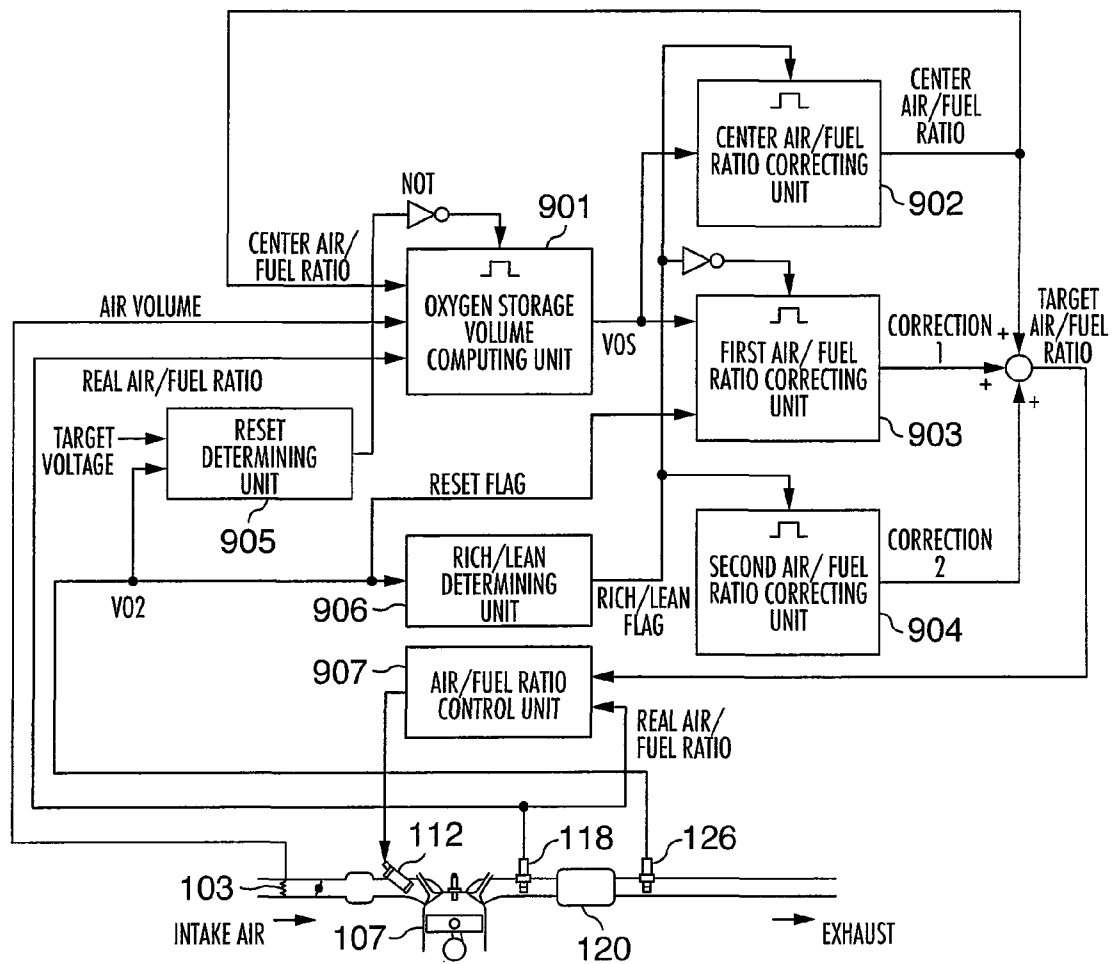 CENTER
AIR/FUEL
RATIO
CENTER AIR/FUEL
RATIO CORRECTING
UNIT
902
NOT
901
CENTER AIR/
FUEL RATIO
AIR VOLUME
OXYGEN STORAGE
VOLUME
COMPUTING UNIT
VOS
REAL AIR/FUEL RATIO
FIRST AIR/ FUEL
RATIO CORRECTING
UNIT
903
CORRECTION
1
TARGET
AIR/FUEL
RATIO
+
+
+
TARGET
VOLTAGE
RESET
DETERMINING
UNIT
905
RESET FLAG
VO2
RICH/LEAN
DETERMINING
UNIT
906
RICH/LEAN
FLAG
SECOND AIR/ FUEL
RATIO CORRECTING
UNIT
904
CORRECTION
2
907
AIR/FUEL RATIO
CONTROL UNIT
REAL AIR/
FUEL RATIO
103
112
118
126
INTAKE AIR
107
120
EXHAUST